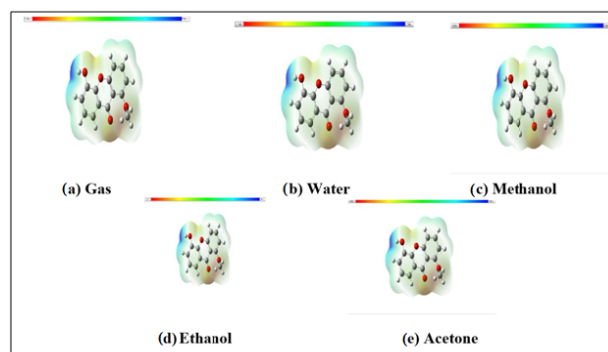 (a) Gas
(b) Water
(c) Methanol
(d) Ethanol
(e) Acetone